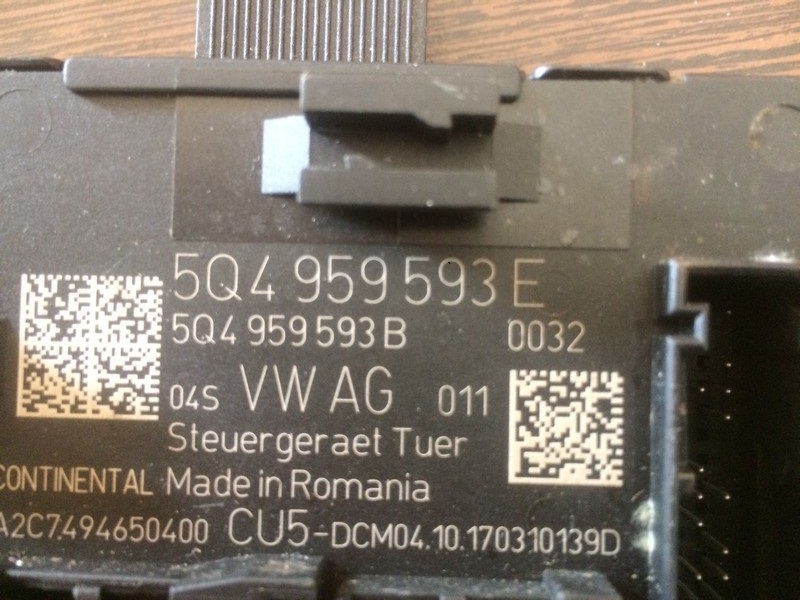 5Q4 959 593 E
5Q4 959 593 B 0032
04S VW AG 011
Steuergeraet Tuer
CONTINENTAL Made in Romania
A2C7494650400 CU5-DCM04.10.170310139D